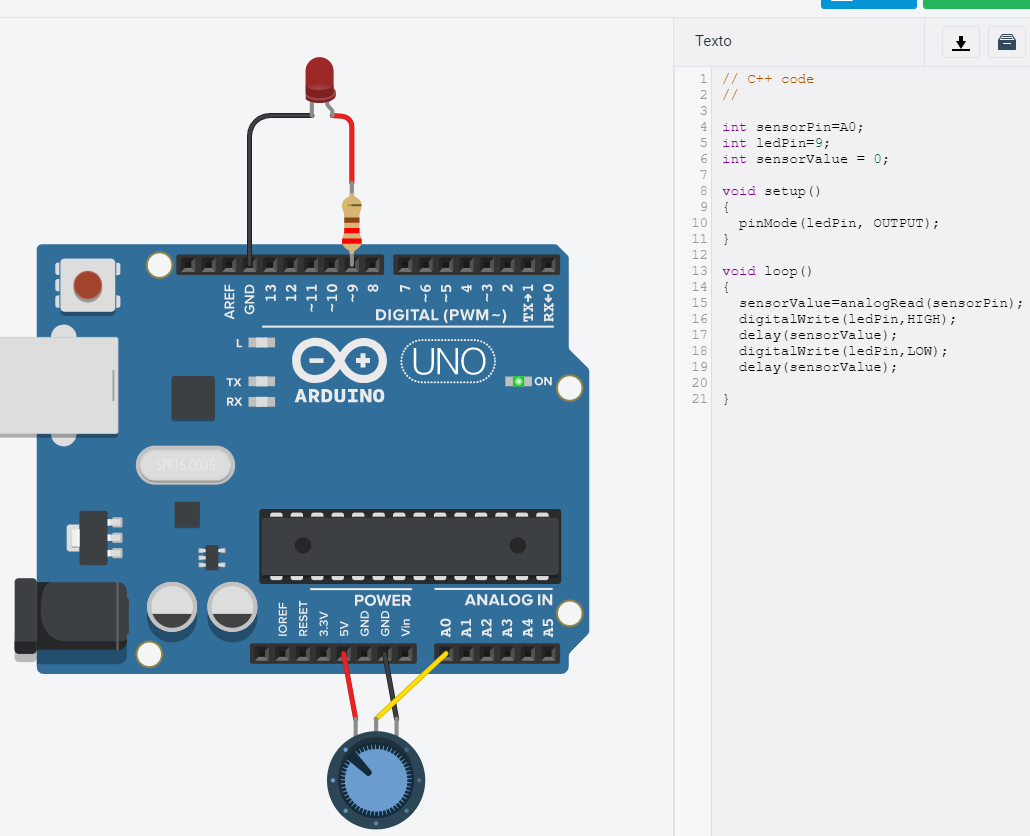 Texto
1 // C++ code
2 //
3
4 int sensorPin=A0;
5 int ledPin=9;
6 int sensorValue = 0;
7
8 void setup()
9 {
10 pinMode(ledPin, OUTPUT);
11 }
12
13 void loop()
14 {
15 sensorValue=analogRead(sensorPin);
16 digitalWrite(ledPin,HIGH);
17 delay(sensorValue);
18 digitalWrite(ledPin,LOW);
19 delay(sensorValue);
20
21 }
AREF GND 13 12 ~11 ~10 ~9 8 7 ~6 ~5 4 ~3 2 TX→1 RX←0
DIGITAL (PWM~)
L
TX
RX
ARDUINO
UNO
ON
SPK16.000G
POWER
ANALOG IN
IOREF RESET 3.3V 5V GND GND Vin A0 A1 A2 A3 A4 A5